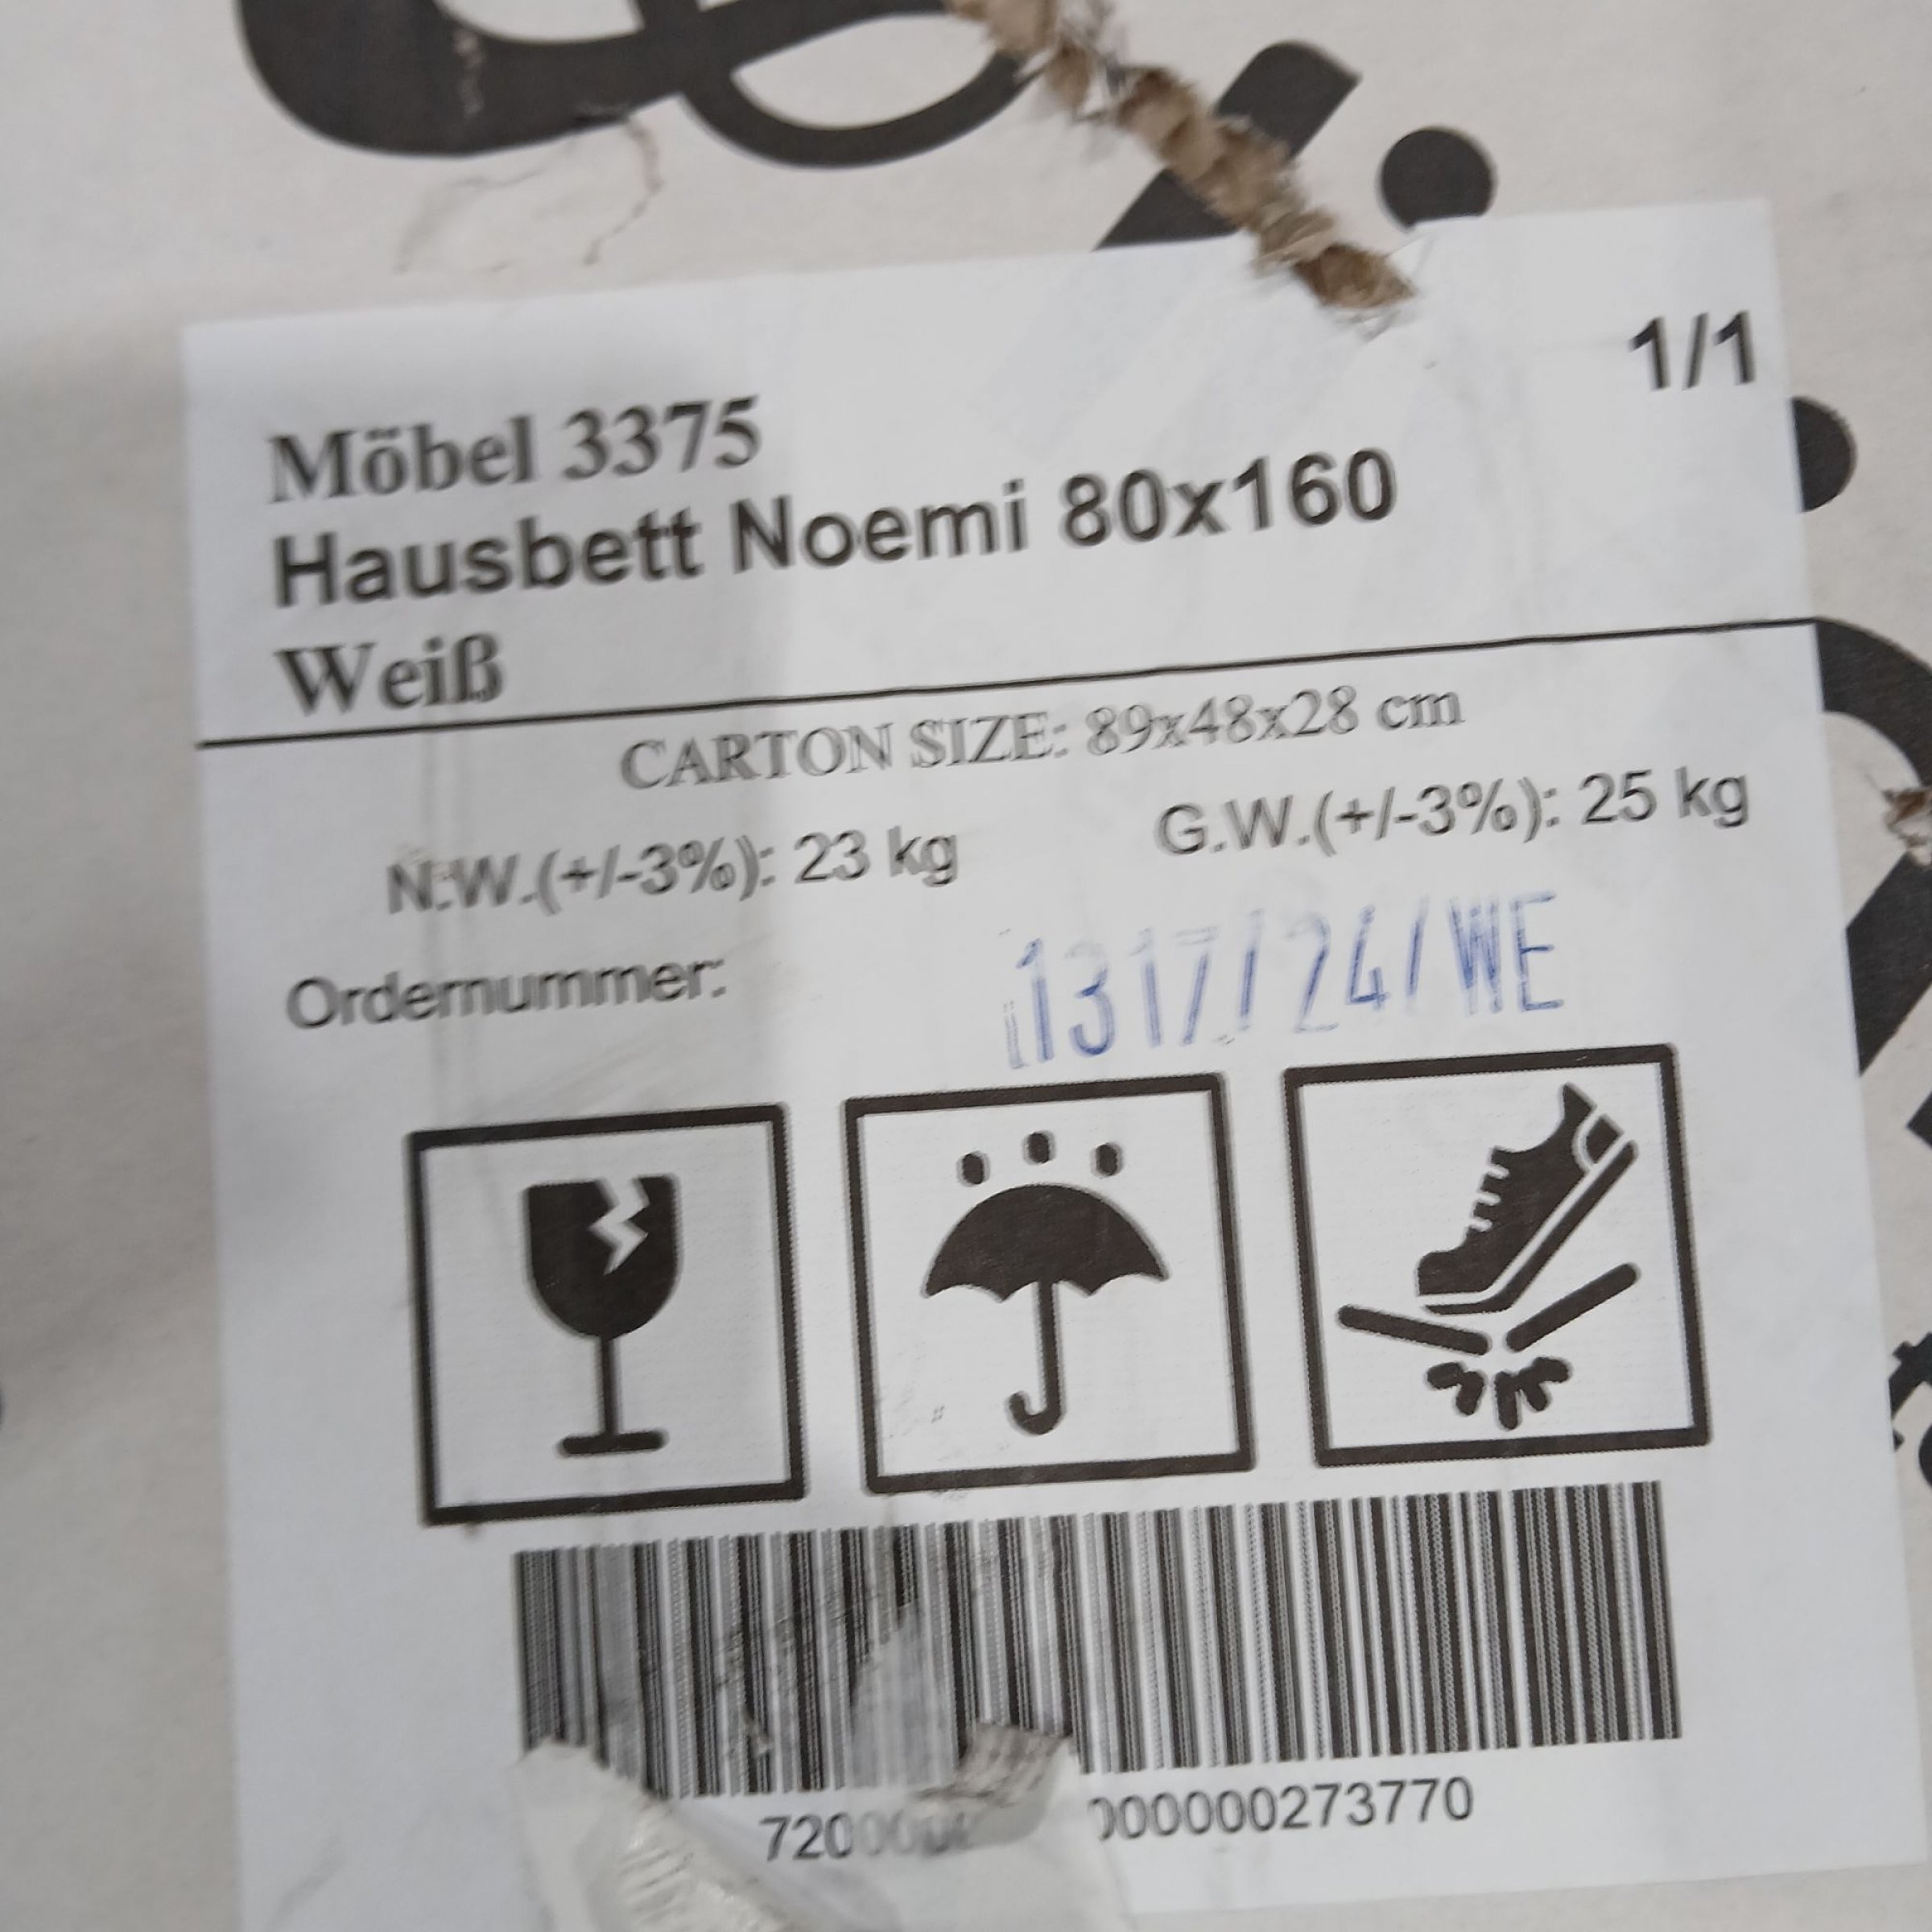 1/1
Möbel 3375
Hausbett Noemi 80x160
Weiß
CARTON SIZE: 89x48x28 cm
N.W.(+/-3%): 23 kg
G.W.(+/-3%): 25 kg
Ordernummer: 1317/24/WE